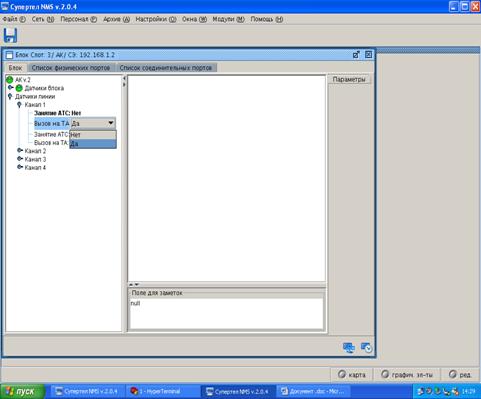 Супертел NMS v.2.0.4
Файл (F) Сеть (N) Персонал (P) Архив (A) Настройки (O) Окна (W) Модули (M) Помощь (H)
Блок Слот: 3/ АК/ СЭ: 192.168.1.2
Блок Список физических портов Список соединительных портов
АК v.2
Датчики блока
Датчики линии
Канал 1
Занятие АТС: Нет
Вызов на ТА Да
Занятие АТС: Нет
Вызов на ТА: Да
Канал 2
Канал 3
Канал 4
Параметры
Поле для заметок
null
карта график. эл-ты ред.
пуск Супертел NMS v.2.0.4 1 - HyperTerminal Супертел NMS v.2.0.4 Документ .doc - Micr... 14:29